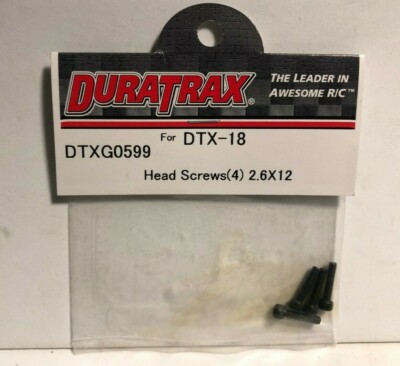 DURATRAX®
THE LEADER IN
AWESOME R/C™
For DTX-18
DTXG0599
Head Screws(4) 2.6X12